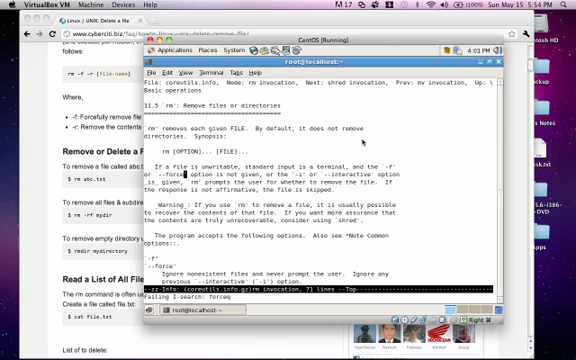 VirtualBox VM Machine Devices Help
17 (100%) Sun May 15 5:54 PM
Linux / UNIX: Delete a file
www.cyberciti.biz/faq/howto-linux-unix-delete-remove-file/
follows:
rm -f -r {file-name}
Where,
-f: Forcefully remove file
-r: Remove the contents
Remove or Delete a F
To remove a file called abc.t
$ rm abc.txt
To remove all files & subdire
$ rm -rf mydir
To remove empty directory
$ rmdir mydirectory
Read a List of All File
The rm command is often u
Create a file called file.txt:
$ cat file.txt
List of to delete:
CentOS [Running]
Applications Places System
4:01 PM
root@localhost:~
File Edit View Terminal Tabs Help
File: coreutils.info, Node: rm invocation, Next: shred invocation, Prev: mv invocation, Up: \
Basic operations
11.5 `rm': Remove files or directories
======================================
`rm' removes each given FILE. By default, it does not remove
directories. Synopsis:
rm [OPTION]... [FILE]...
If a file is unwritable, standard input is a terminal, and the `-f'
or `--force' option is not given, or the `-i' or `--interactive' option
_is_ given, `rm' prompts the user for whether to remove the file. If
the response is not affirmative, the file is skipped.
_Warning_: If you use `rm' to remove a file, it is usually possible
to recover the contents of that file. If you want more assurance that
the contents are truly unrecoverable, consider using `shred'.
The program accepts the following options. Also see *Note Common
options::.
`-f'
`--force'
Ignore nonexistent files and never prompt the user. Ignore any
previous `--interactive' (`-i') option.
--zz-Info: (coreutils.info.gz)rm invocation, 71 lines --Top
Failing I-search: forceq
root@localhost:~
Right ⌘
Ahmed
Amour